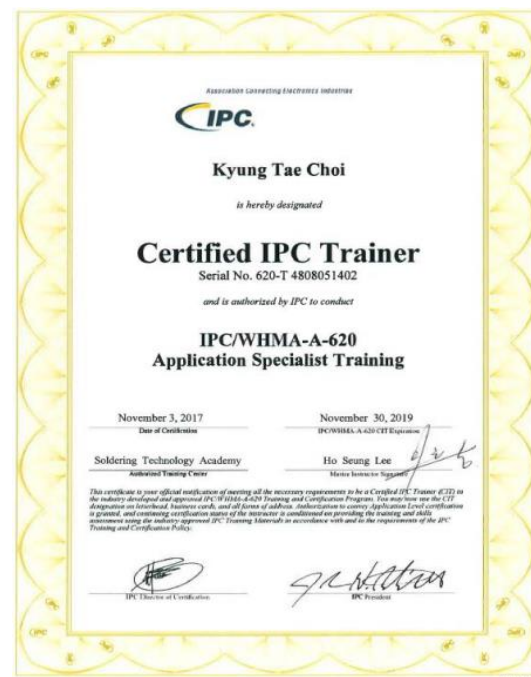 Association Connecting Electronics Industries
IPC
Kyung Tae Choi
is hereby designated
Certified IPC Trainer
Serial No. 620-T 4808051402
and is authorized by IPC to conduct
IPC/WHMA-A-620
Application Specialist Training
November 3, 2017
Date of Certification
November 30, 2019
IPC/WHMA-A-620 CIT Expiration
Soldering Technology Academy
Authorized Training Center
Ho Seung Lee
Master Instructor Signature
This certificate is your official notification of meeting all the necessary requirements to be a Certified IPC Trainer (CIT) in
the industry developed and approved IPC/WHMA-A-620 Training and Certification Program. You may now use the CIT
designation on letterhead, business cards, and all forms of address. Authorization to convey Application Level certification
is granted, and continuing certification status of the instructor is conditioned on providing the training and skills
assessment using the industry approved IPC Training Materials in accordance with and to the requirements of the IPC
Training and Certification Policy.
IPC Director of Certification
IPC President